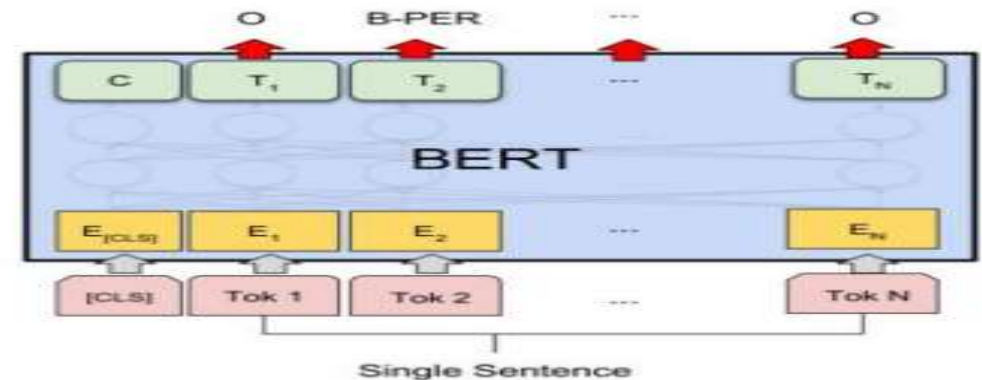 O B-PER --- O
C T1 T2 --- TN
BERT
E[CLS] E1 E2 --- EN
[CLS] Tok 1 Tok 2 --- Tok N
Single Sentence